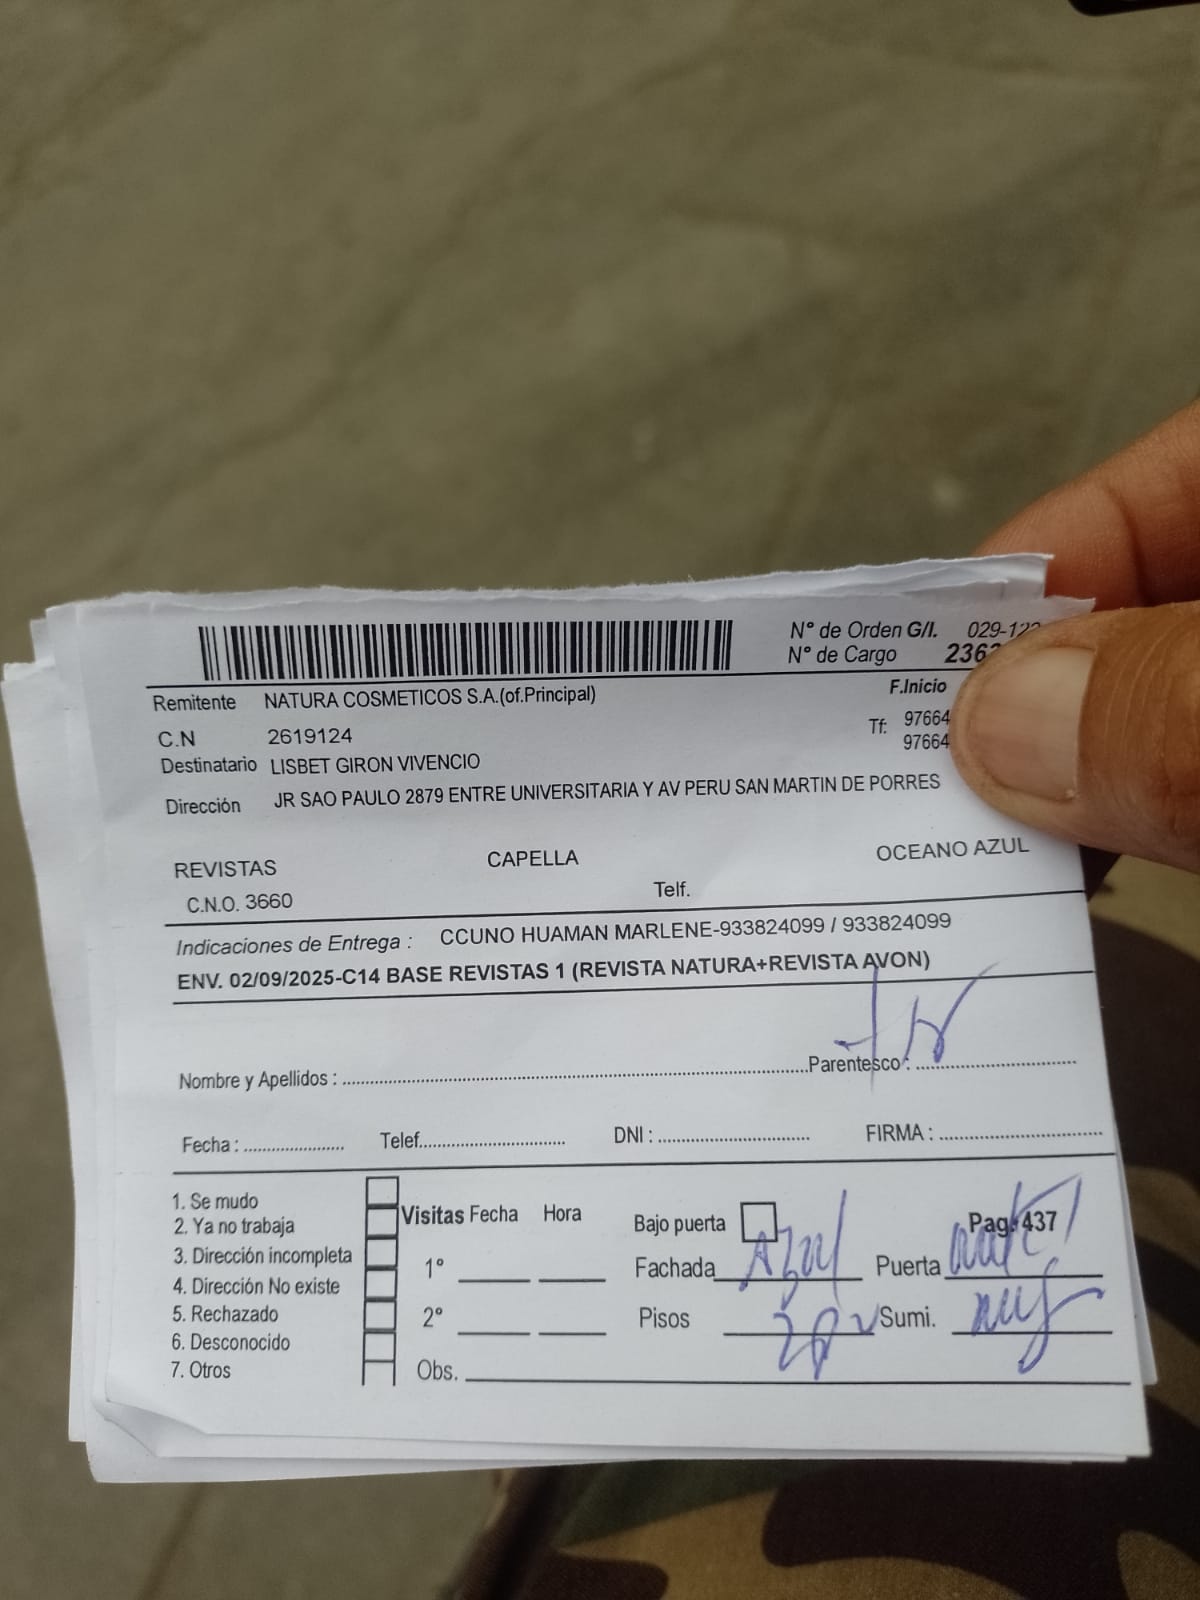 N° de Orden G/I. 029-12
N° de Cargo 236
Remitente NATURA COSMETICOS S.A.(of.Principal)
F.Inicio
C.N 2619124
Tf: 97664
97664
Destinatario LISBET GIRON VIVENCIO
Dirección JR SAO PAULO 2879 ENTRE UNIVERSITARIA Y AV PERU SAN MARTIN DE PORRES
REVISTAS CAPELLA OCEANO AZUL
C.N.O. 3660 Telf.
Indicaciones de Entrega : CCUNO HUAMAN MARLENE-933824099 / 933824099
ENV. 02/09/2025-C14 BASE REVISTAS 1 (REVISTA NATURA+REVISTA AVON)
Nombre y Apellidos : Parentesco :
Fecha : Telef. DNI : FIRMA :
1. Se mudo
2. Ya no trabaja
3. Dirección incompleta
4. Dirección No existe
5. Rechazado
6. Desconocido
7. Otros
Visitas Fecha Hora
1°
2°
Obs.
Bajo puerta Pag. 437
Fachada Azul Puerta
Pisos Sumi.